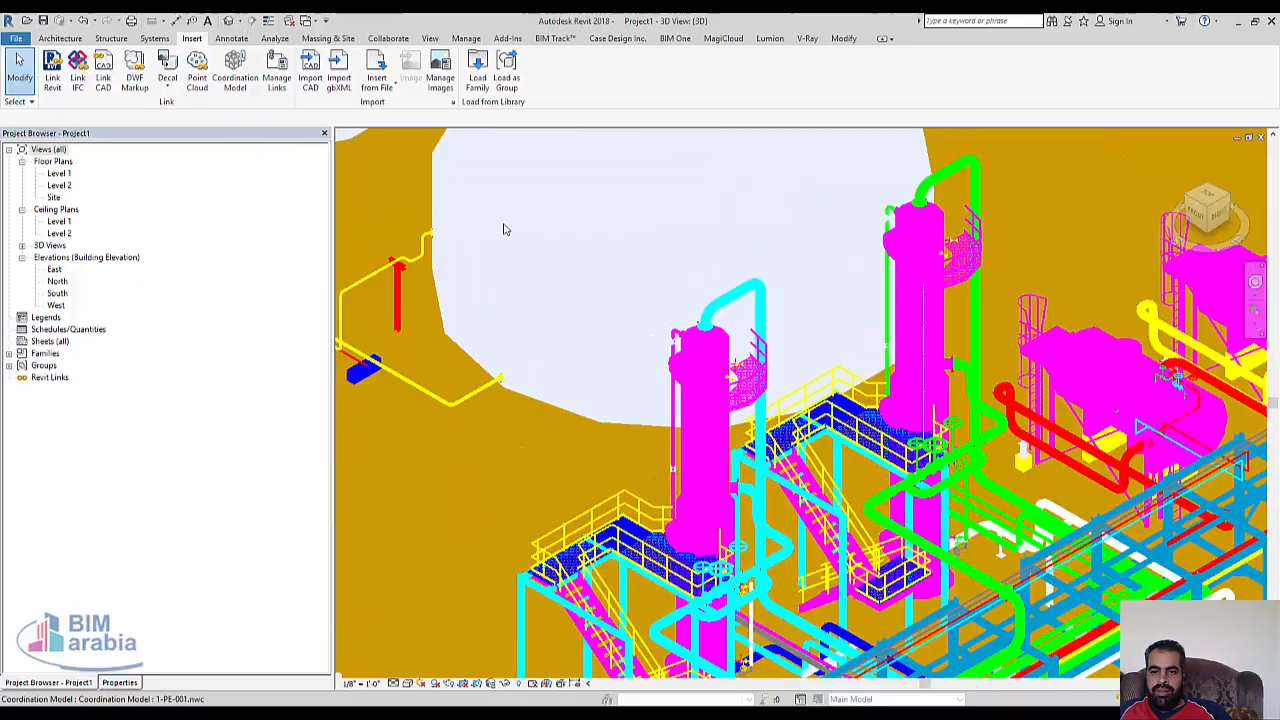 Autodesk Revit 2018 - Project1 - 3D View: {3D}
Type a keyword or phrase
Sign In
File Architecture Structure Systems Insert Annotate Analyze Massing & Site Collaborate View Manage Add-Ins BIM Track™ Case Design Inc. BIM One MagiCloud Lumion V-Ray Modify
Modify
Link Revit
Link IFC
Link CAD
DWF Markup
Decal
Point Cloud
Coordination Model
Manage Links
Import CAD
Import gbXML
Insert from File
Image
Manage Images
Load Family
Load as Group
Select
Link
Import
Load from Library
Project Browser - Project1
Views (all)
Floor Plans
Level 1
Level 2
Site
Ceiling Plans
Level 1
Level 2
3D Views
Elevations (Building Elevation)
East
North
South
West
Legends
Schedules/Quantities
Sheets (all)
Families
Groups
Revit Links
TOP
FRONT
RIGHT
BIM
arabia
Project Browser - Project1
Properties
1/8" = 1'-0"
Coordination Model : Coordination Model : 1-PE-001.nwc
:0
Main Model